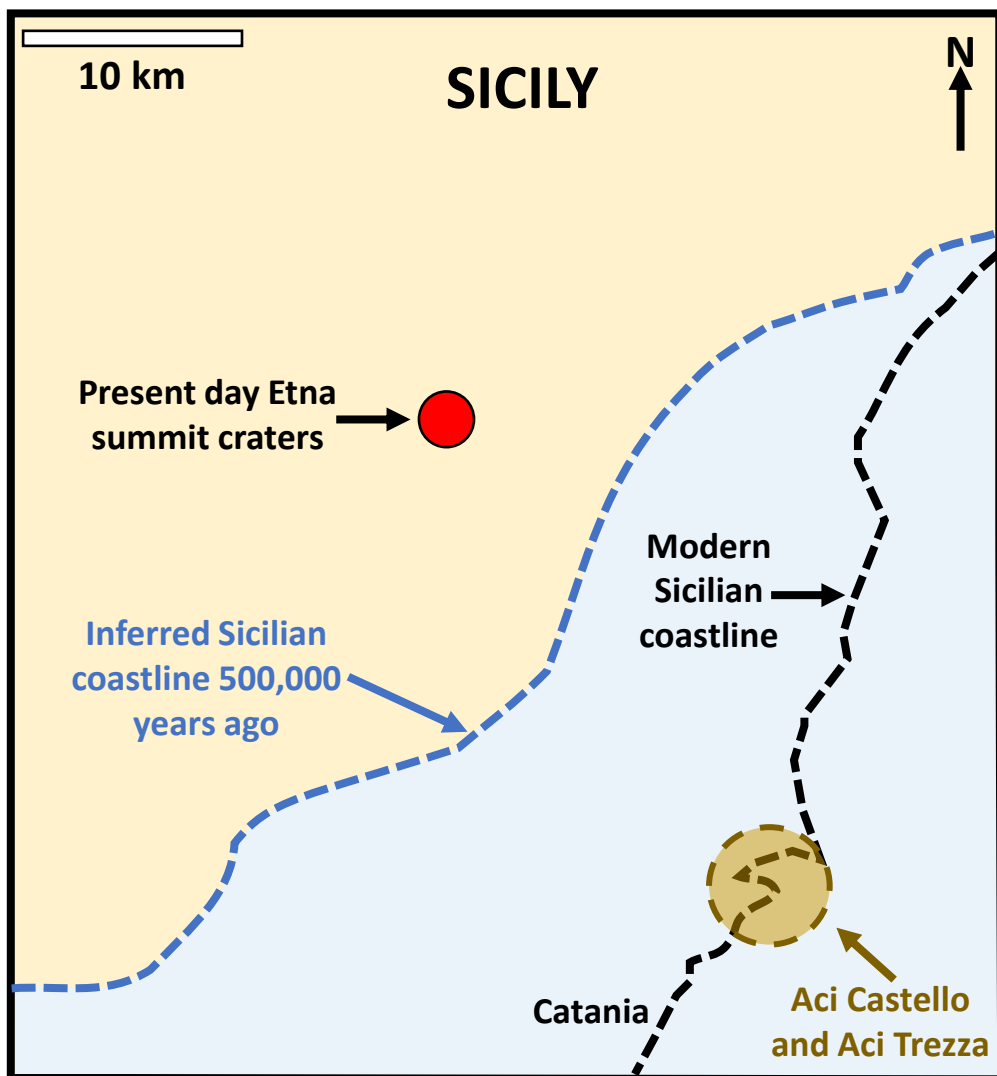 10 km
SICILY
N
Present day Etna
summit craters
Modern
Sicilian
coastline
Inferred Sicilian
coastline 500,000
years ago
Catania
Aci Castello
and Aci Trezza